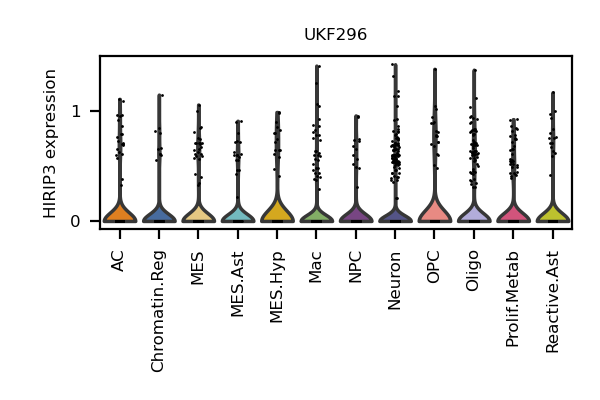 UKF296
HIRIP3 expression
1
0
AC
Chromatin.Reg
MES
MES.Ast
MES.Hyp
Mac
NPC
Neuron
OPC
Oligo
Prolif.Metab
Reactive.Ast